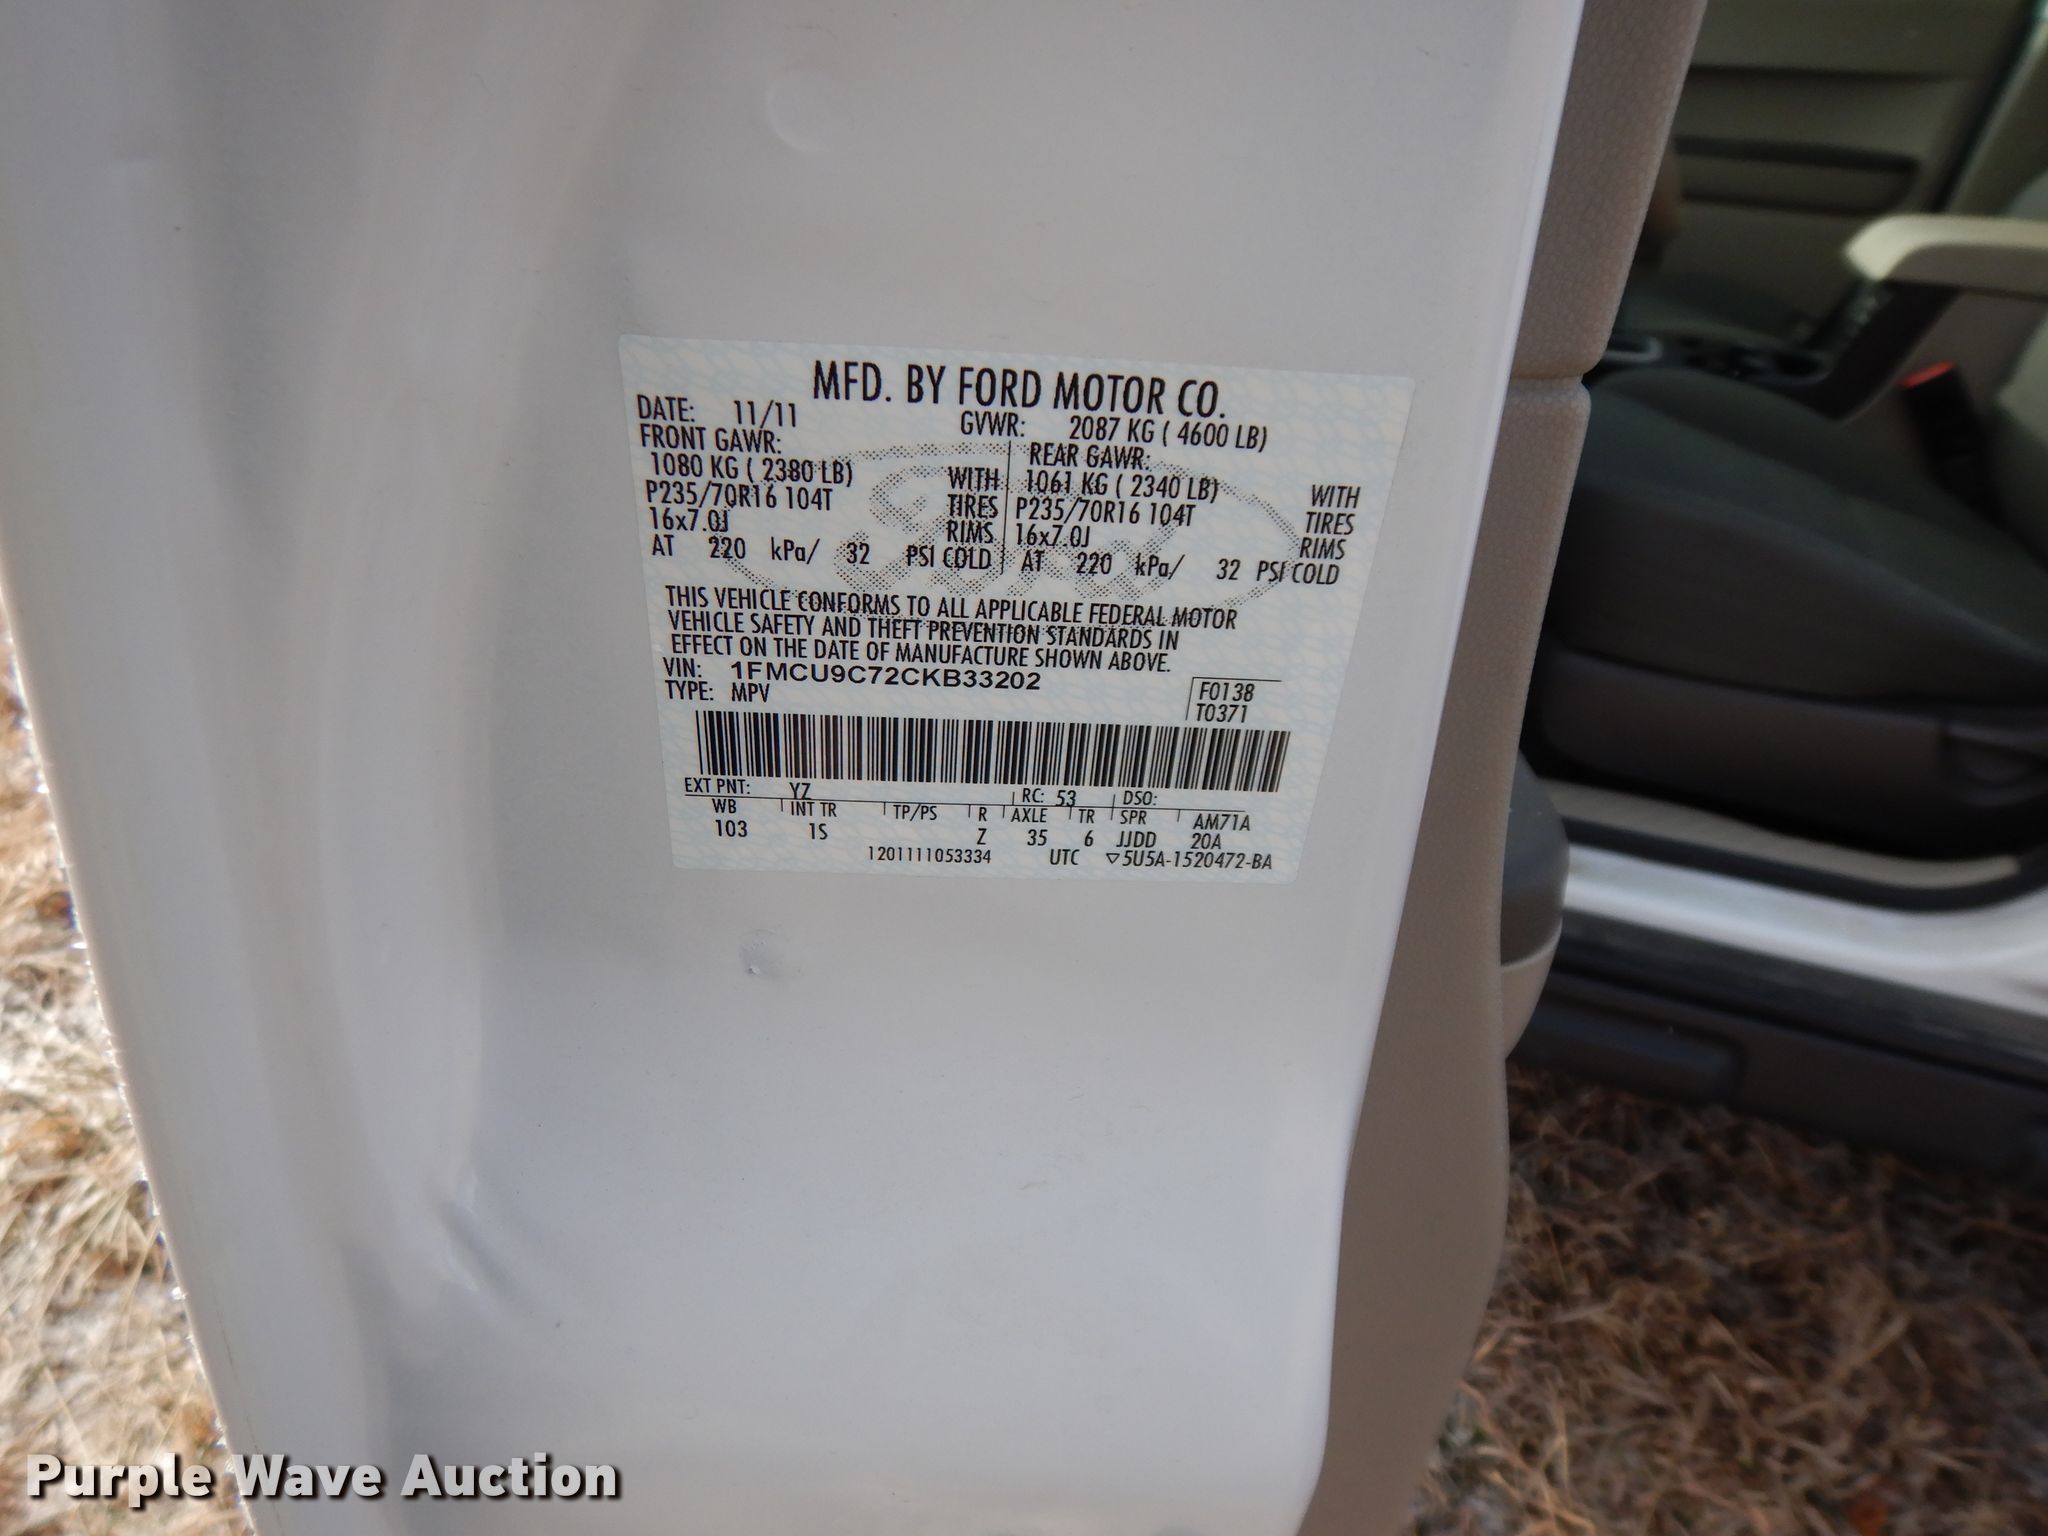 MFD. BY FORD MOTOR CO.
DATE: 11/11 GVWR: 2087 KG ( 4600 LB)
FRONT GAWR: REAR GAWR:
1080 KG ( 2380 LB) WITH 1061 KG ( 2340 LB) WITH
P235/70R16 104T TIRES P235/70R16 104T TIRES
16x7.0J RIMS 16x7.0J RIMS
AT 220 kPa/ 32 PSI COLD AT 220 kPa/ 32 PSI COLD
THIS VEHICLE CONFORMS TO ALL APPLICABLE FEDERAL MOTOR
VEHICLE SAFETY AND THEFT PREVENTION STANDARDS IN
EFFECT ON THE DATE OF MANUFACTURE SHOWN ABOVE.
VIN: 1FMCU9C72CKB33202
TYPE: MPV
F0138
T0371
EXT PNT: YZ RC: 53 DSO:
WB INT TR TP/PS R AXLE TR SPR AM71A
103 1S Z 35 6 JJDD 20A
1201111053334 UTC ▽5U5A-1520472-BA
Purple Wave Auction